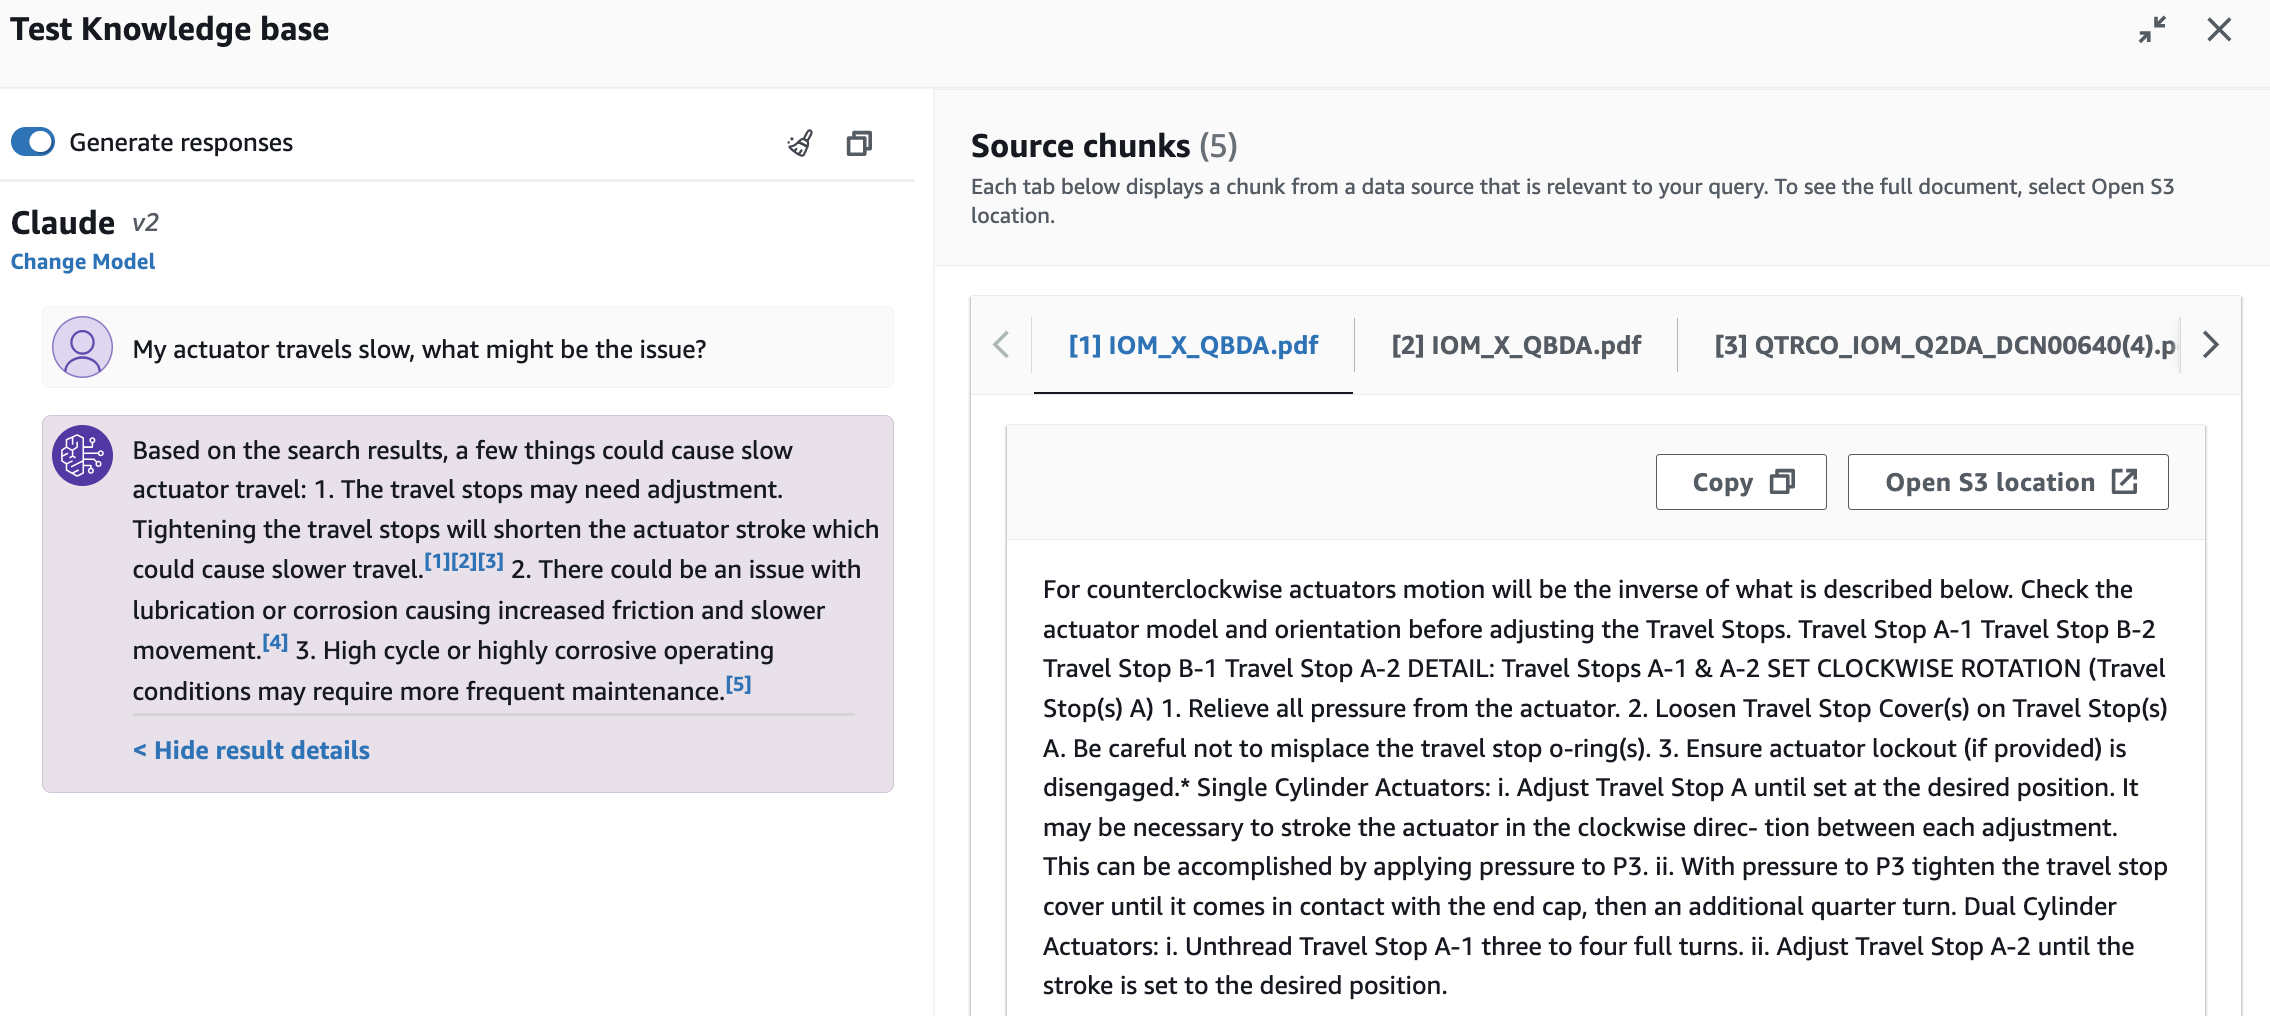 Test Knowledge base
Generate responses
Claude v2
Change Model
My actuator travels slow, what might be the issue?
Based on the search results, a few things could cause slow
actuator travel: 1. The travel stops may need adjustment.
Tightening the travel stops will shorten the actuator stroke which
could cause slower travel.[1][2][3] 2. There could be an issue with
lubrication or corrosion causing increased friction and slower
movement.[4] 3. High cycle or highly corrosive operating
conditions may require more frequent maintenance.[5]
< Hide result details
Source chunks (5)
Each tab below displays a chunk from a data source that is relevant to your query. To see the full document, select Open S3
location.
[1] IOM_X_QBDA.pdf
[2] IOM_X_QBDA.pdf
[3] QTRCO_IOM_Q2DA_DCN00640(4).p
Copy
Open S3 location
For counterclockwise actuators motion will be the inverse of what is described below. Check the
actuator model and orientation before adjusting the Travel Stops. Travel Stop A-1 Travel Stop B-2
Travel Stop B-1 Travel Stop A-2 DETAIL: Travel Stops A-1 & A-2 SET CLOCKWISE ROTATION (Travel
Stop(s) A) 1. Relieve all pressure from the actuator. 2. Loosen Travel Stop Cover(s) on Travel Stop(s)
A. Be careful not to misplace the travel stop o-ring(s). 3. Ensure actuator lockout (if provided) is
disengaged.* Single Cylinder Actuators: i. Adjust Travel Stop A until set at the desired position. It
may be necessary to stroke the actuator in the clockwise direc- tion between each adjustment.
This can be accomplished by applying pressure to P3. ii. With pressure to P3 tighten the travel stop
cover until it comes in contact with the end cap, then an additional quarter turn. Dual Cylinder
Actuators: i. Unthread Travel Stop A-1 three to four full turns. ii. Adjust Travel Stop A-2 until the
stroke is set to the desired position.